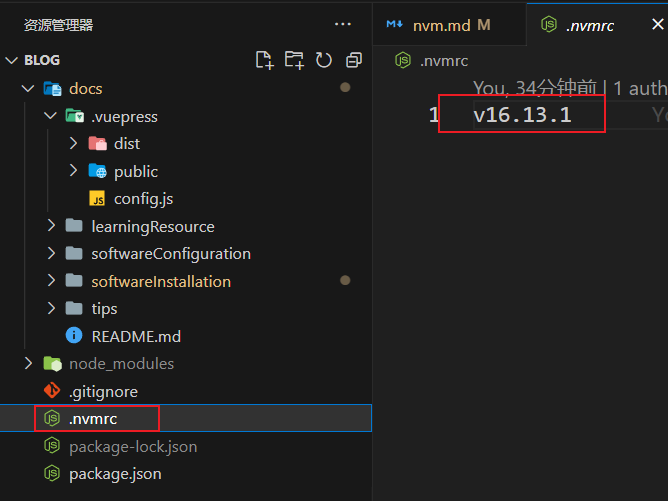 资源管理器
BLOG
docs
.vuepress
dist
public
JS config.js
learningResource
softwareConfiguration
softwareInstallation
tips
README.md
node_modules
.gitignore
.nvmrc
package-lock.json
package.json
nvm.md M
.nvmrc
.nvmrc
You, 34分钟前 | 1 auth
1 v16.13.1 Yo